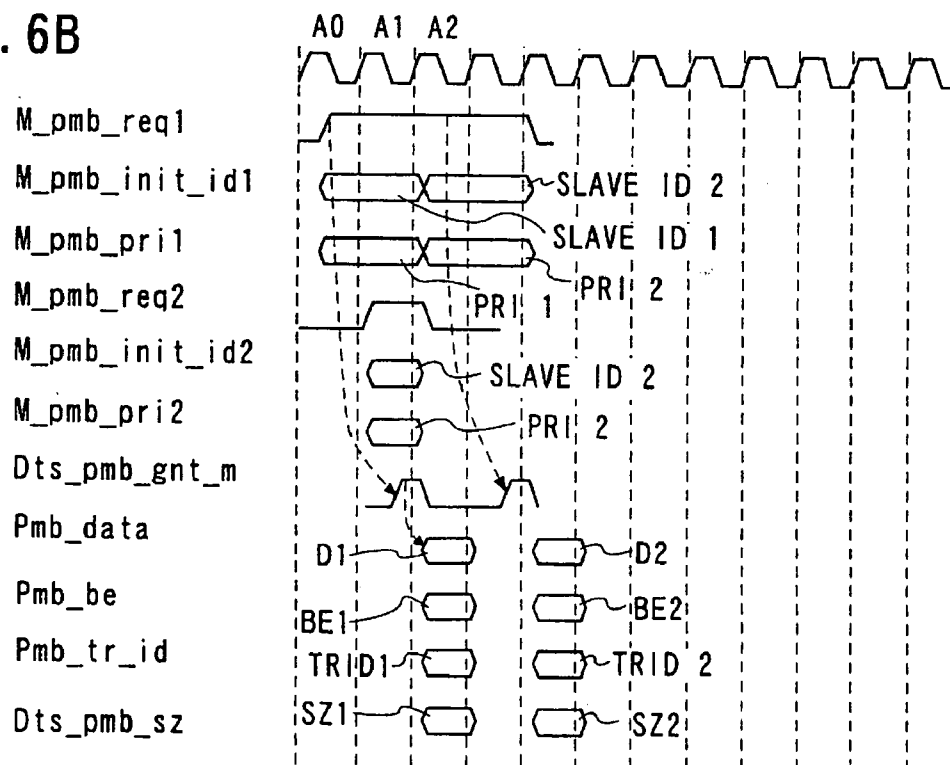 . 6B
A0 A1 A2
M_pmb_req1
M_pmb_init_id1
SLAVE ID 2
SLAVE ID 1
M_pmb_pri1
PRI 1
PRI 2
M_pmb_req2
M_pmb_init_id2
SLAVE ID 2
M_pmb_pri2
PRI 2
Dts_pmb_gnt_m
Pmb_data
D1
D2
Pmb_be
BE1
BE2
Pmb_tr_id
TRID1
TRID 2
Dts_pmb_sz
SZ1
SZ2